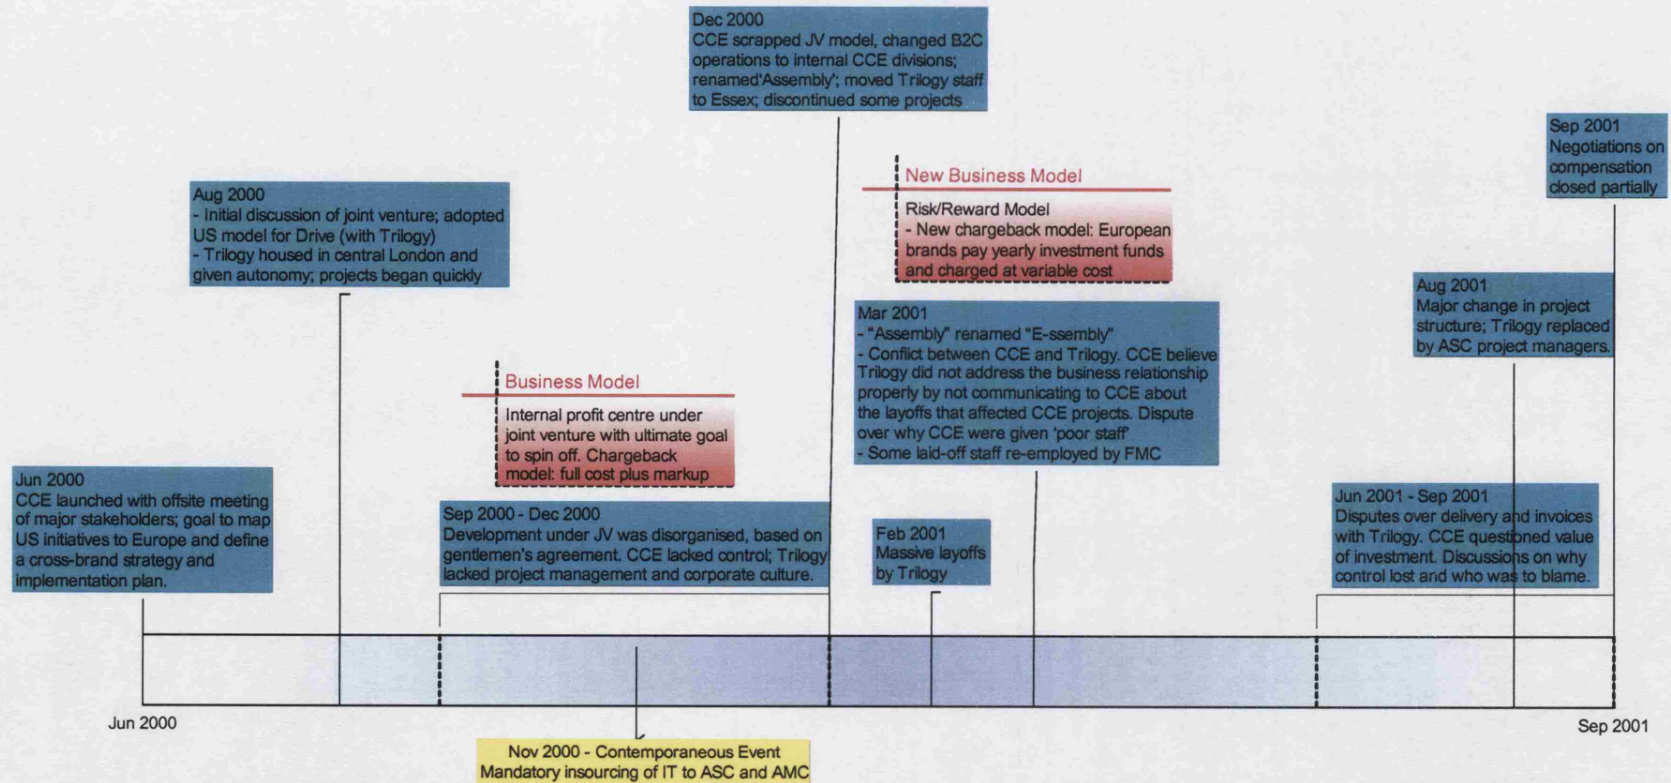 Dec 2000
CCE scrapped JV model, changed B2C
operations to internal CCE divisions;
renamed'Assembly'; moved Trilogy staff
to Essex; discontinued some projects
Sep 2001
Negotiations on
compensation
closed partially
Aug 2000
- Initial discussion of joint venture; adopted
US model for Drive (with Trilogy)
- Trilogy housed in central London and
given autonomy; projects began quickly
New Business Model
Risk/Reward Model
- New chargeback model: European
brands pay yearly investment funds
and charged at variable cost
Aug 2001
Major change in project
structure; Trilogy replaced
by ASC project managers.
Mar 2001
- "Assembly" renamed "E-ssembly"
- Conflict between CCE and Trilogy. CCE believe
Trilogy did not address the business relationship
properly by not communicating to CCE about
the layoffs that affected CCE projects. Dispute
over why CCE were given 'poor staff'
- Some laid-off staff re-employed by FMC
Business Model
Internal profit centre under
joint venture with ultimate goal
to spin off. Chargeback
model: full cost plus markup
Jun 2000
CCE launched with offsite meeting
of major stakeholders; goal to map
US initiatives to Europe and define
a cross-brand strategy and
implementation plan.
Sep 2000 - Dec 2000
Development under JV was disorganised, based on
gentlemen's agreement. CCE lacked control; Trilogy
lacked project management and corporate culture.
Feb 2001
Massive layoffs
by Trilogy
Jun 2001 - Sep 2001
Disputes over delivery and invoices
with Trilogy. CCE questioned value
of investment. Discussions on why
control lost and who was to blame.
Jun 2000
Sep 2001
Nov 2000 - Contemporaneous Event
Mandatory insourcing of IT to ASC and AMC